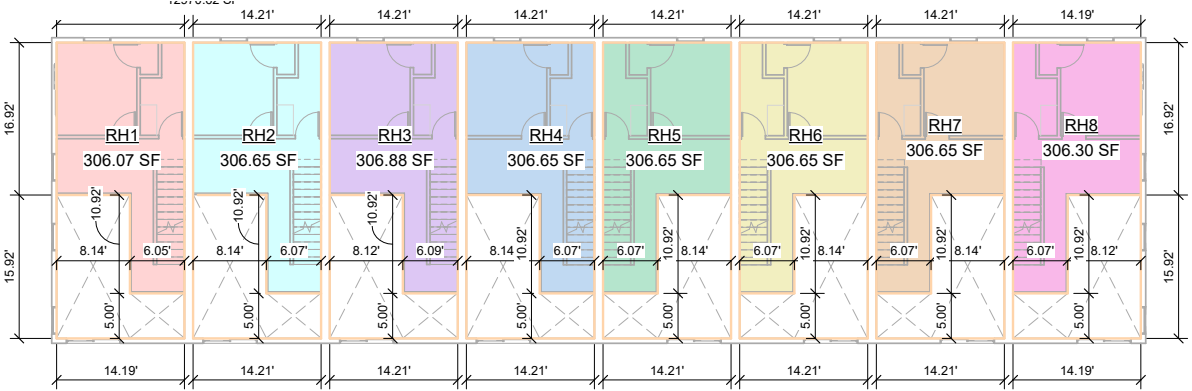 14.21' 14.21' 14.21' 14.21' 14.21' 14.21' 14.19'
16.92'
RH1
306.07 SF
RH2
306.65 SF
RH3
306.88 SF
RH4
306.65 SF
RH5
306.65 SF
RH6
306.65 SF
RH7
306.65 SF
RH8
306.30 SF
16.92'
10.92' 10.92' 10.92' 10.92' 10.92' 10.92' 10.92' 10.92'
15.92'
8.14' 6.05' 8.14' 6.07' 8.12' 6.09' 8.14 6.07' 6.07' 8.14' 6.07' 8.14' 6.07' 8.14' 6.07' 8.12'
15.92'
5.00' 5.00' 5.00' 5.00' 5.00' 5.00' 5.00' 5.00'
14.19' 14.21' 14.21' 14.21' 14.21' 14.21' 14.21' 14.19'